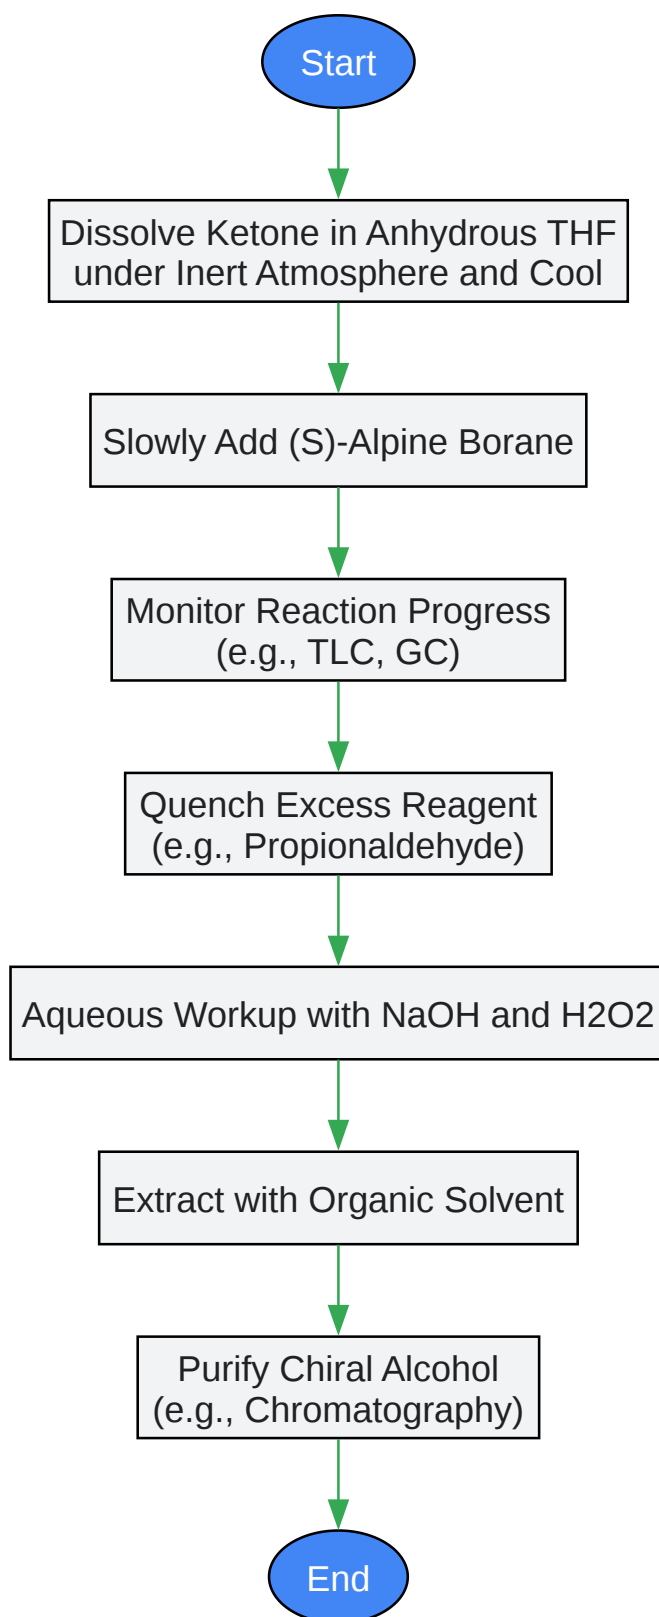 Start
Dissolve Ketone in Anhydrous THF
under Inert Atmosphere and Cool
Slowly Add (S)-Alpine Borane
Monitor Reaction Progress
(e.g., TLC, GC)
Quench Excess Reagent
(e.g., Propionaldehyde)
Aqueous Workup with NaOH and H2O2
Extract with Organic Solvent
Purify Chiral Alcohol
(e.g., Chromatography)
End